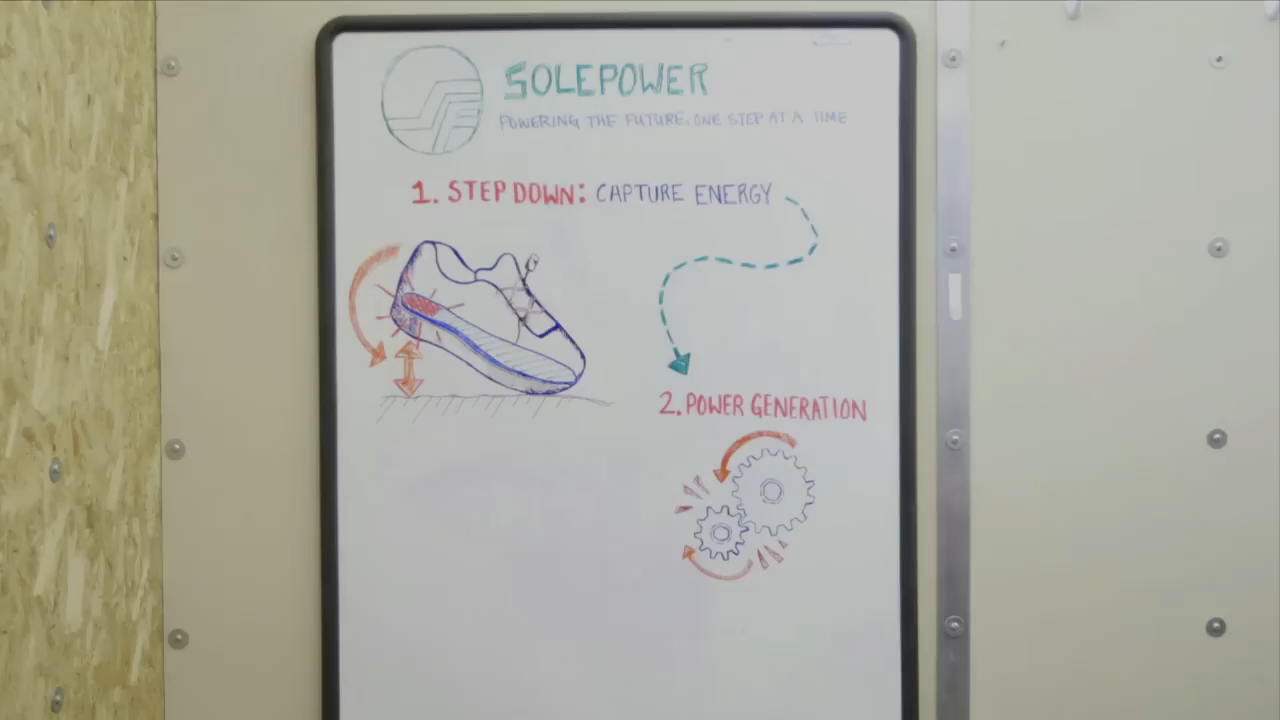 SOLEPOWER
POWERING THE FUTURE, ONE STEP AT A TIME
1. STEP DOWN: CAPTURE ENERGY
2. POWER GENERATION